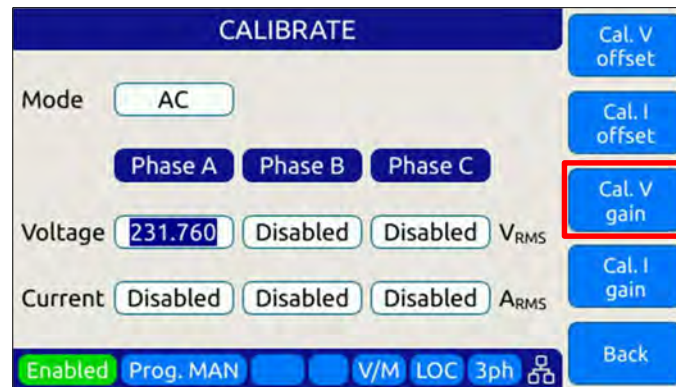 CALIBRATE
Cal. V
offset
Mode AC
Cal. I
offset
Phase A Phase B Phase C
Cal. V
gain
Voltage 231.760 Disabled Disabled VRMS
Cal. I
gain
Current Disabled Disabled Disabled ARMS
Enabled Prog. MAN V/M LOC 3ph
Back